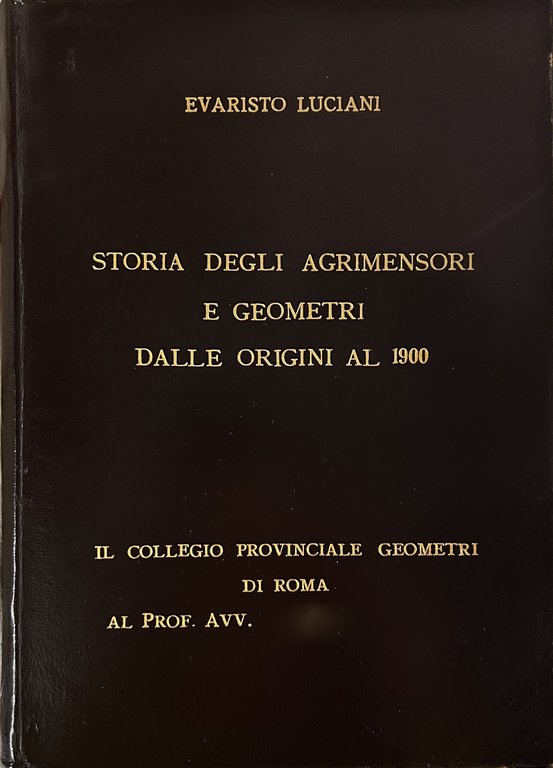 EVARISTO LUCIANI
STORIA DEGLI AGRIMENSORI
E GEOMETRI
DALLE ORIGINI AL 1900
IL COLLEGIO PROVINCIALE GEOMETRI
DI ROMA
AL PROF. AVV.